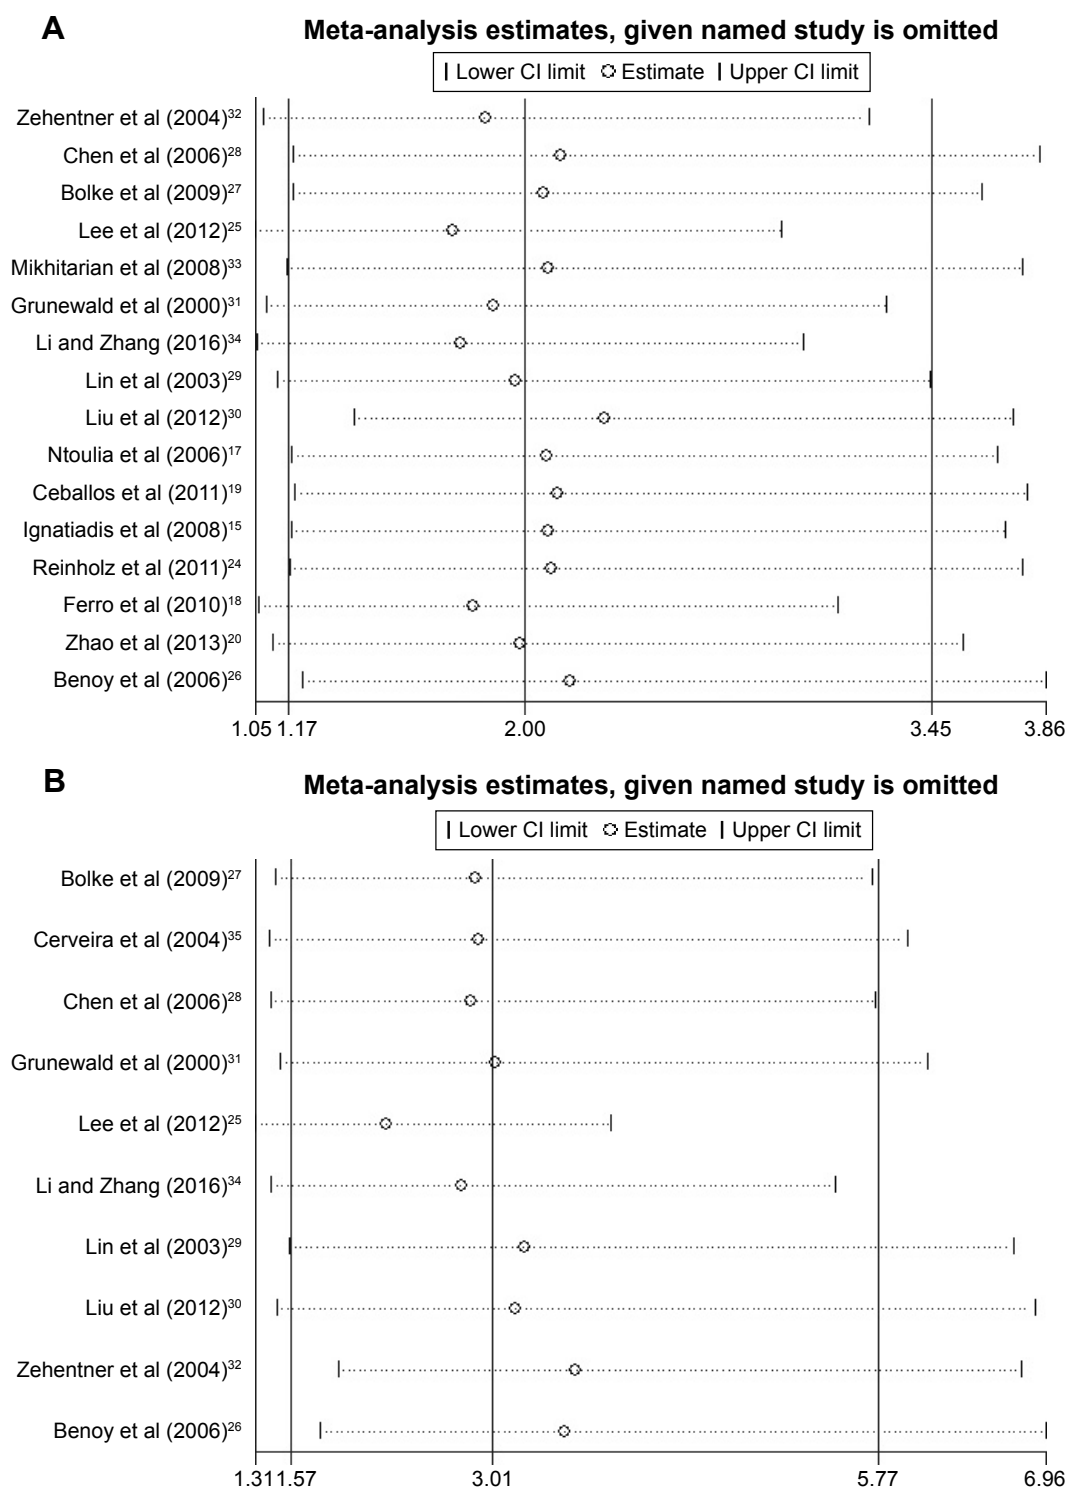 A
Meta-analysis estimates, given named study is omitted
| Lower CI limit ○ Estimate | Upper CI limit
Zehentner et al (2004)³²
Chen et al (2006)²⁸
Bolke et al (2009)²⁷
Lee et al (2012)²⁵
Mikhitarian et al (2008)³³
Grunewald et al (2000)³¹
Li and Zhang (2016)³⁴
Lin et al (2003)²⁹
Liu et al (2012)³⁰
Ntoulia et al (2006)¹⁷
Ceballos et al (2011)¹⁹
Ignatiadis et al (2008)¹⁵
Reinholz et al (2011)²⁴
Ferro et al (2010)¹⁸
Zhao et al (2013)²⁰
Benoy et al (2006)²⁶
1.05 1.17 2.00 3.45 3.86
B
Meta-analysis estimates, given named study is omitted
| Lower CI limit ○ Estimate | Upper CI limit
Bolke et al (2009)²⁷
Cerveira et al (2004)³⁵
Chen et al (2006)²⁸
Grunewald et al (2000)³¹
Lee et al (2012)²⁵
Li and Zhang (2016)³⁴
Lin et al (2003)²⁹
Liu et al (2012)³⁰
Zehentner et al (2004)³²
Benoy et al (2006)²⁶
1.31 1.57 3.01 5.77 6.96